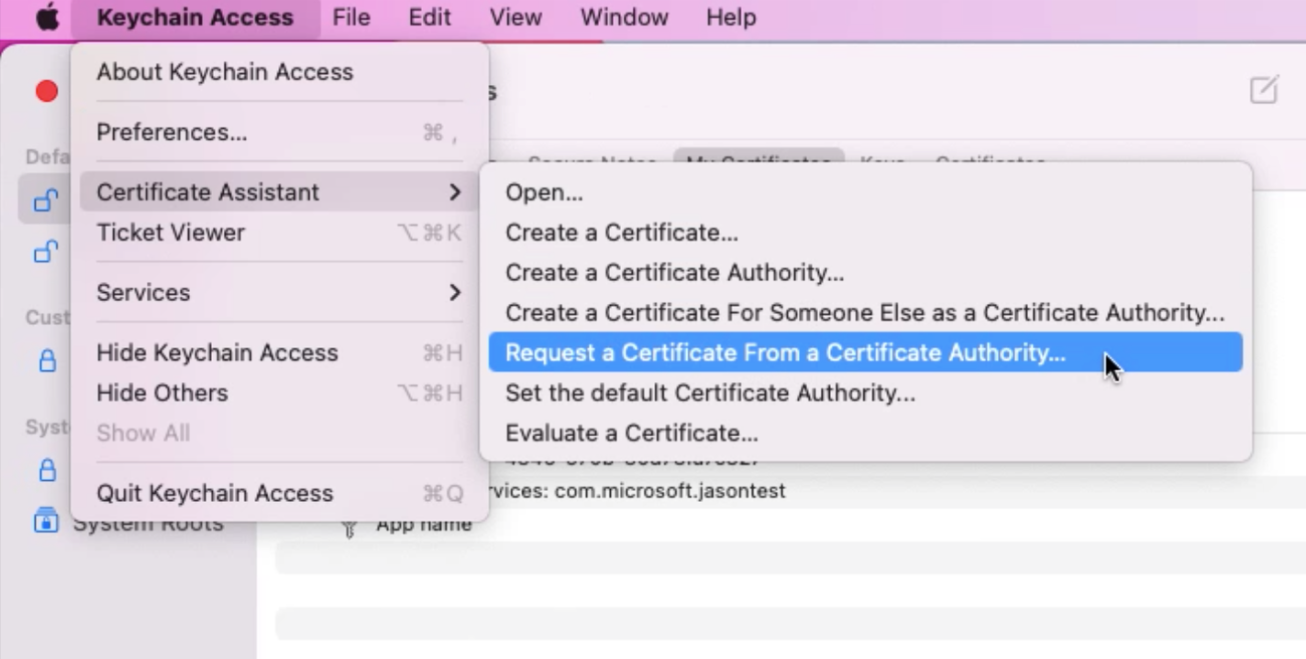 Keychain Access File Edit View Window Help
About Keychain Access
Preferences... ⌘ ,
Certificate Assistant
Ticket Viewer ⌥⌘K
Services
Hide Keychain Access ⌘H
Hide Others ⌥⌘H
Show All
Quit Keychain Access ⌘Q
Open...
Create a Certificate...
Create a Certificate Authority...
Create a Certificate For Someone Else as a Certificate Authority...
Request a Certificate From a Certificate Authority...
Set the default Certificate Authority...
Evaluate a Certificate...
s
Secure Notes My Certificates Keys Certificates
Defa
Cust
Syst
System Roots
rvices: com.microsoft.jasontest
App name